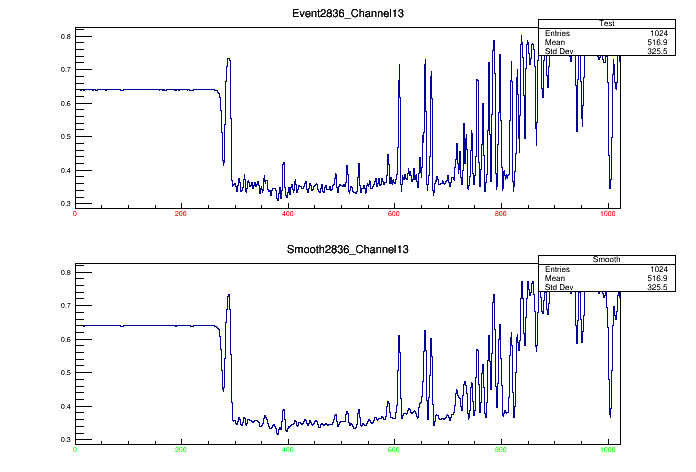 Event2836_Channel13
Test
Entries 1024
Mean 516.9
Std Dev 325.5
0.8
0.7
0.6
0.5
0.4
0.3
0 200 400 600 800 1000
Smooth2836_Channel13
Smooth
Entries 1024
Mean 516.9
Std Dev 325.5
0.8
0.7
0.6
0.5
0.4
0.3
0 200 400 600 800 1000